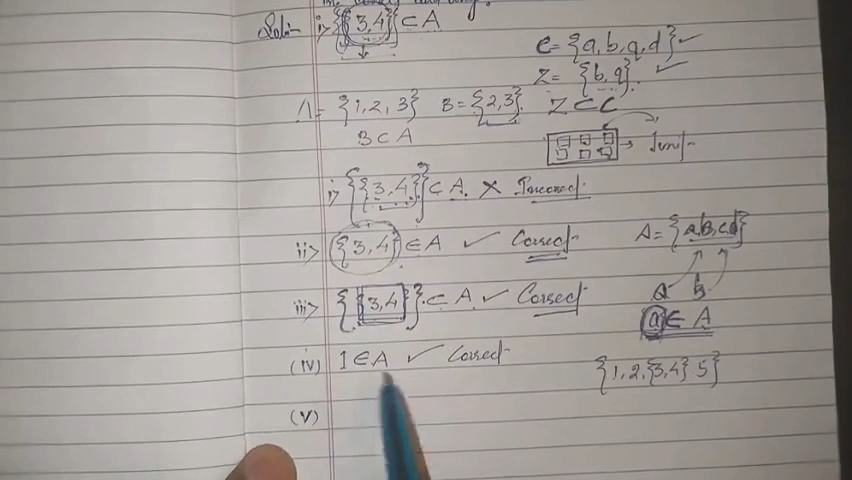 Soln:- i> {{3,4}} ⊂ A
C = {a, b, q, d} ✓
Z = {b, q}. ✓
A = {1, 2, 3} B = {2,3}. Z ⊂ C
B ⊂ A
i> {{3,4}} ⊂ A. ✗ Incorrect
ii> {3,4} ∈ A ✓ Correct A =
iii> {{3,4}} ⊂ A ✓ Correct
a b
a ∈ A
(iv) 1 ∈ A ✓ Correct {1, 2, {3,4} 5}
(v)